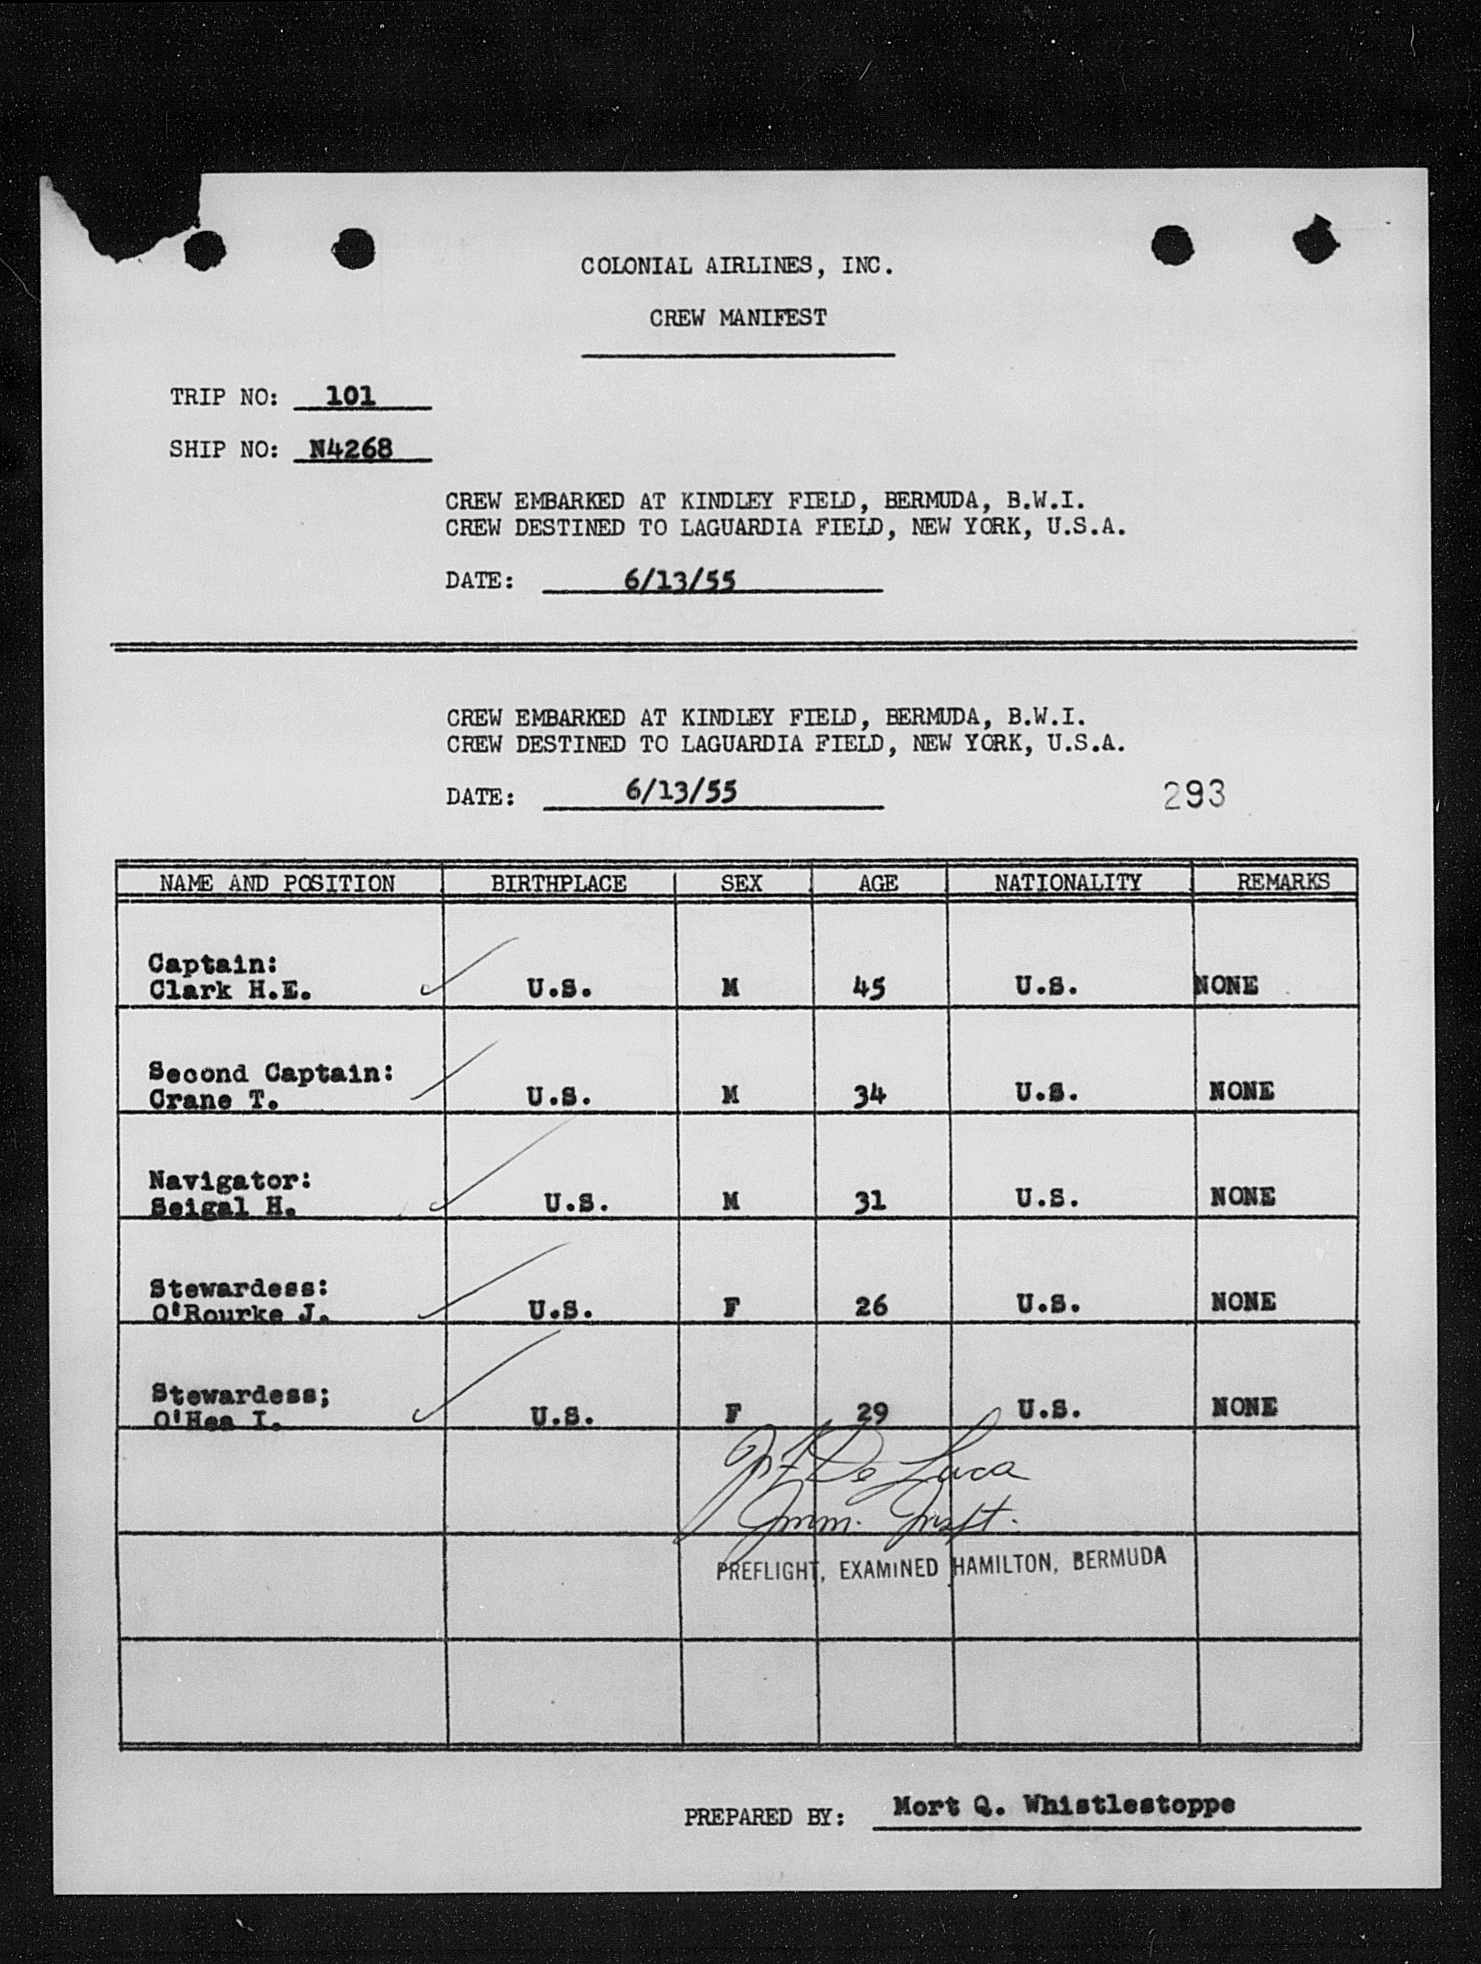 COLONIAL AIRLINES, INC.
CREW MANIFEST
TRIP NO: 101
SHIP NO: N4268
CREW EMBARKED AT KINDLEY FIELD, BERMUDA, B.W.I.
CREW DESTINED TO LAGUARDIA FIELD, NEW YORK, U.S.A.
DATE: 6/13/55
CREW EMBARKED AT KINDLEY FIELD, BERMUDA, B.W.I.
CREW DESTINED TO LAGUARDIA FIELD, NEW YORK, U.S.A.
DATE: 6/13/55 293
NAME AND POSITION BIRTHPLACE SEX AGE NATIONALITY REMARKS
Captain:
Clark H.E. U.S. M 45 U.S. NONE
Second Captain:
Crane T. U.S. M 34 U.S. NONE
Navigator:
Seigal H. U.S. M 31 U.S. NONE
Stewardess:
O'Rourke J. U.S. F 26 U.S. NONE
Stewardess;
O'Hea I. U.S. F 29 U.S. NONE
De Luca
Imm. Inspt.
PREFLIGHT, EXAMINED HAMILTON, BERMUDA
PREPARED BY: Mort Q. Whistlestoppe